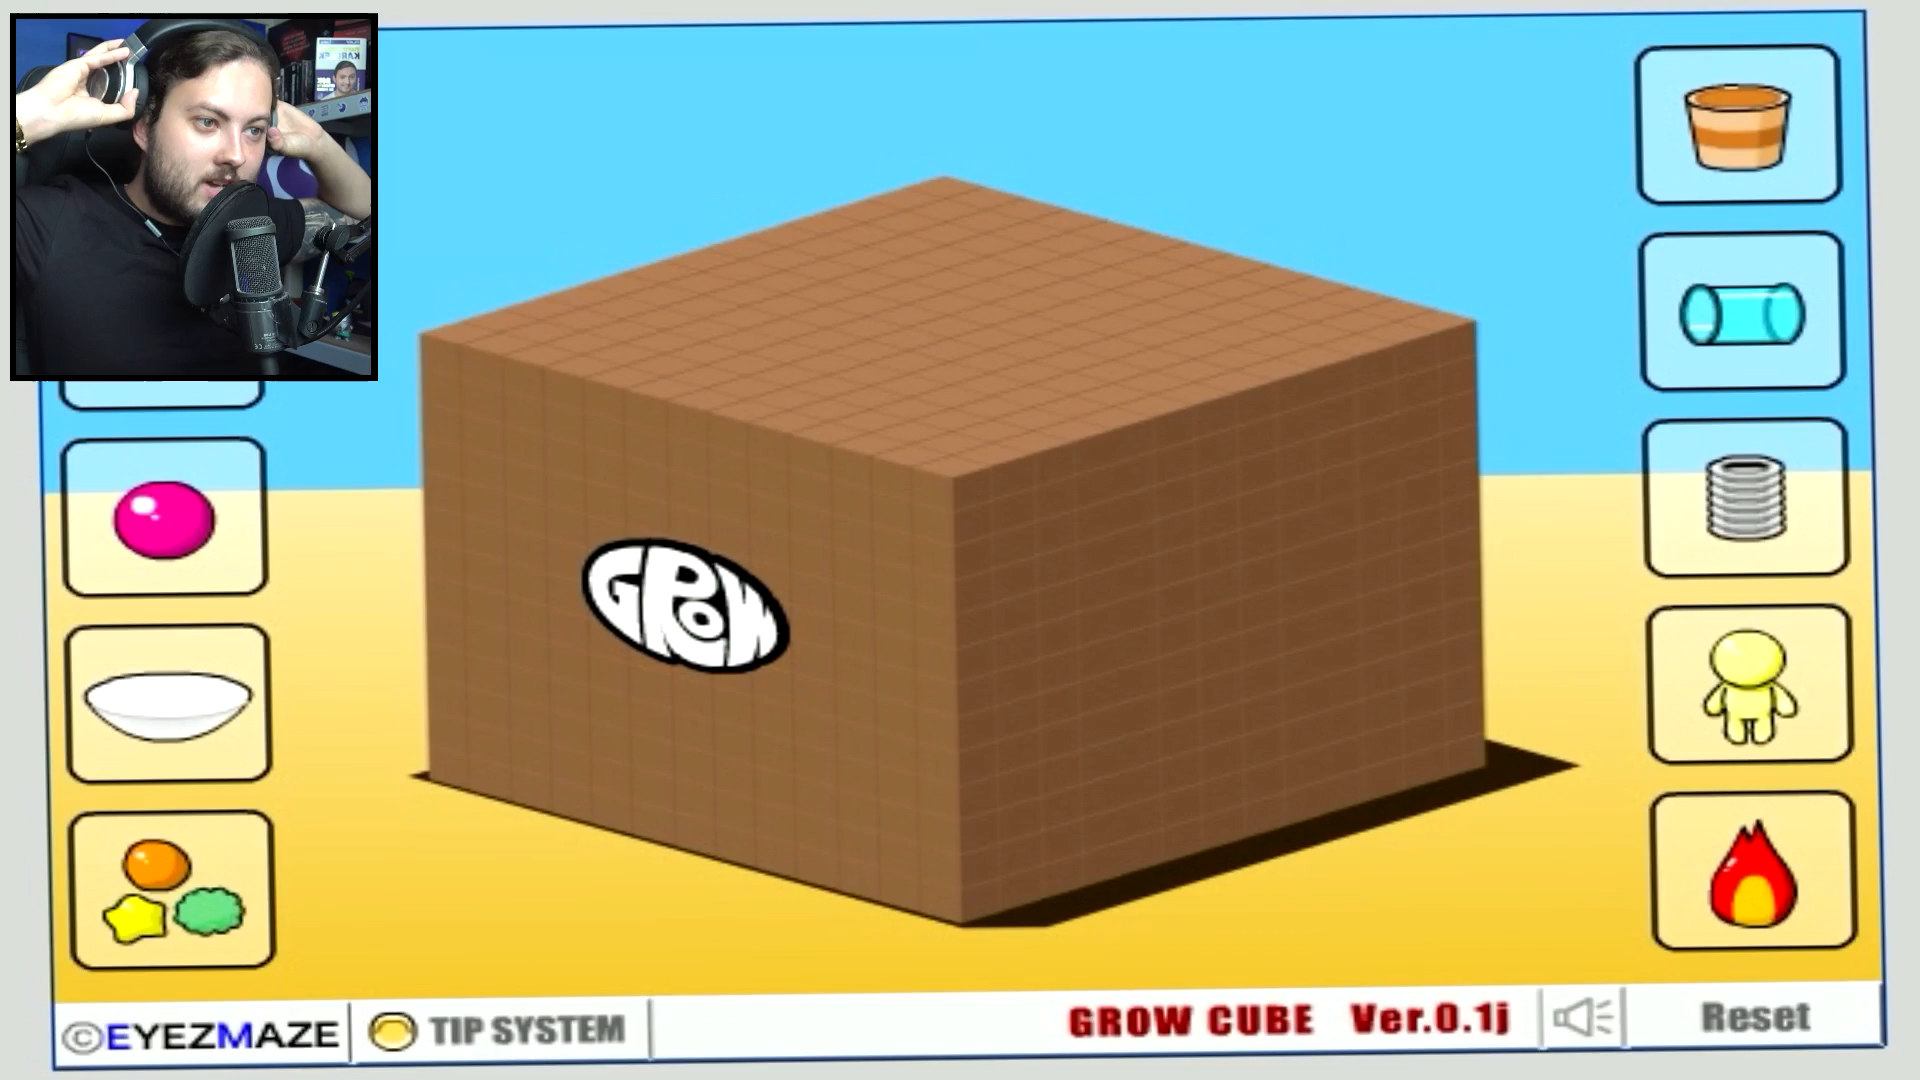 GROW
©EYEZMAZE
TIP SYSTEM
GROW CUBE Ver.0.1j
Reset